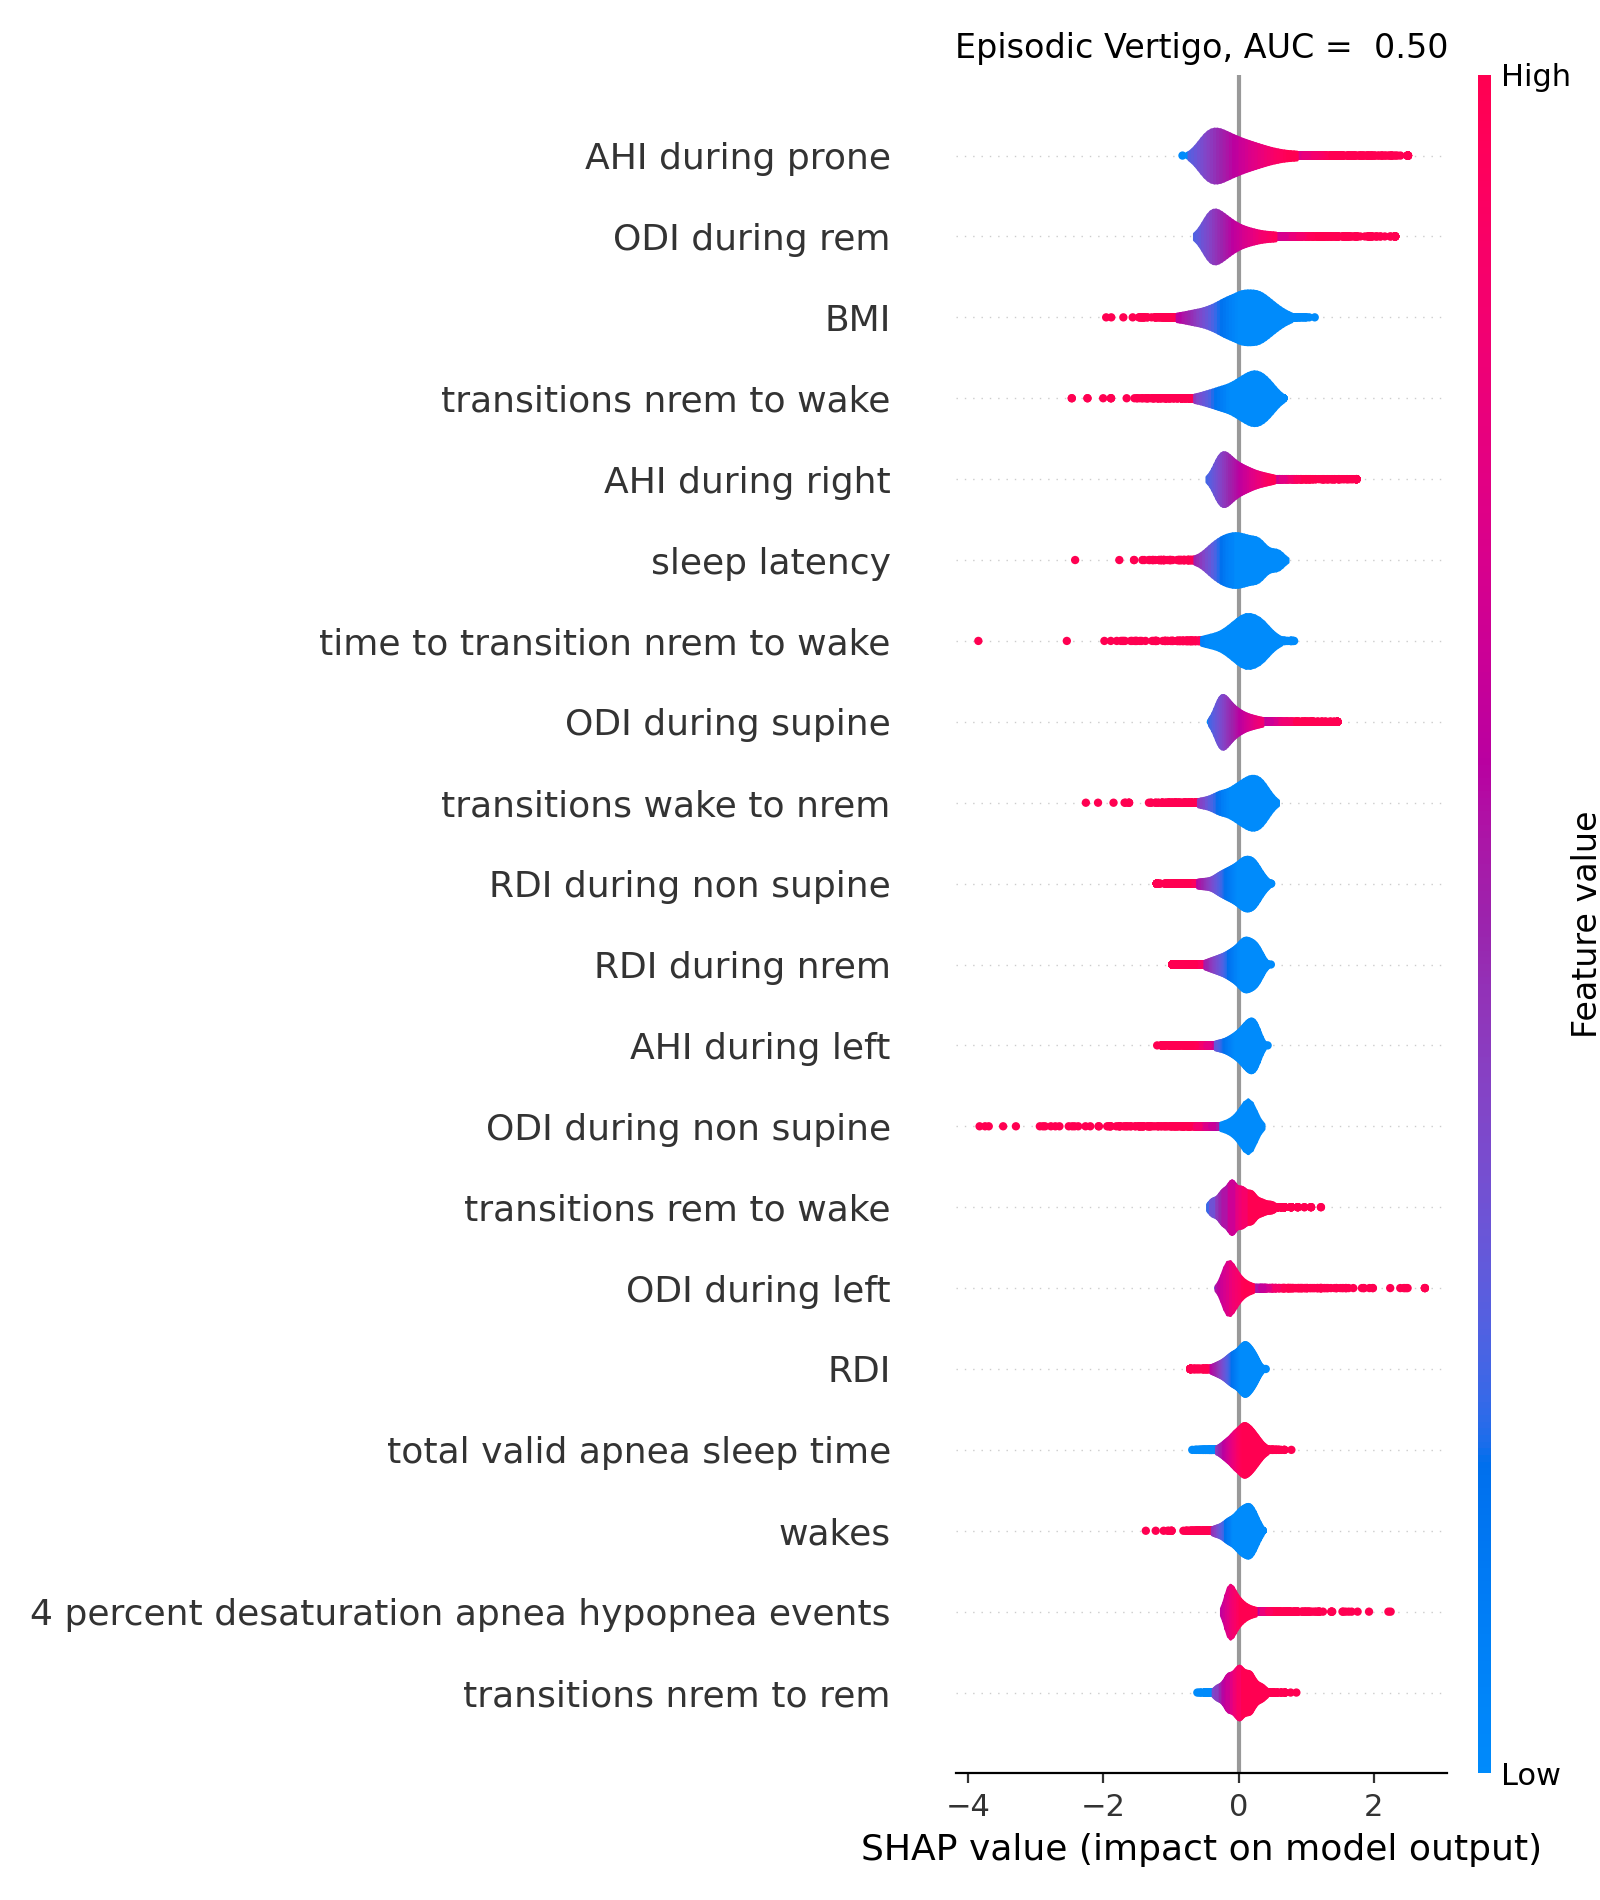 Episodic Vertigo, AUC =  0.50
High
AHI during prone
ODI during rem
BMI
transitions nrem to wake
AHI during right
sleep latency
time to transition nrem to wake
ODI during supine
transitions wake to nrem
RDI during non supine
RDI during nrem
AHI during left
ODI during non supine
transitions rem to wake
ODI during left
RDI
total valid apnea sleep time
wakes
4 percent desaturation apnea hypopnea events
transitions nrem to rem
Feature value
Low
−4 −2 0 2
SHAP value (impact on model output)